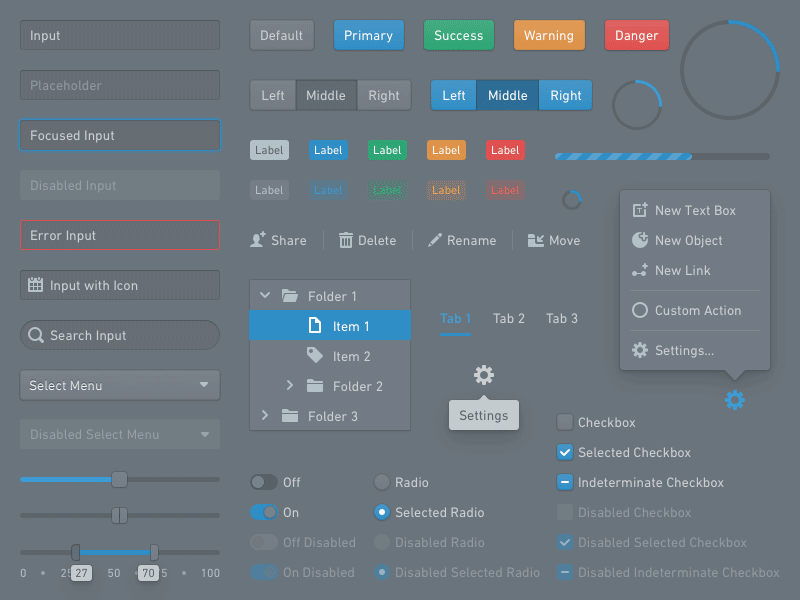 Input
Placeholder
Focused Input
Disabled Input
Error Input
Input with Icon
Search Input
Select Menu
Disabled Select Menu
0 25 27 50 70 75 100
Default Primary Success Warning Danger
Left Middle Right Left Middle Right
Label Label Label Label Label
Label Label Label Label Label
Share Delete Rename Move
Folder 1
Item 1
Item 2
Folder 2
Folder 3
Tab 1 Tab 2 Tab 3
Settings
New Text Box
New Object
New Link
Custom Action
Settings...
Off
On
Off Disabled
On Disabled
Radio
Selected Radio
Disabled Radio
Disabled Selected Radio
Checkbox
Selected Checkbox
Indeterminate Checkbox
Disabled Checkbox
Disabled Selected Checkbox
Disabled Indeterminate Checkbox